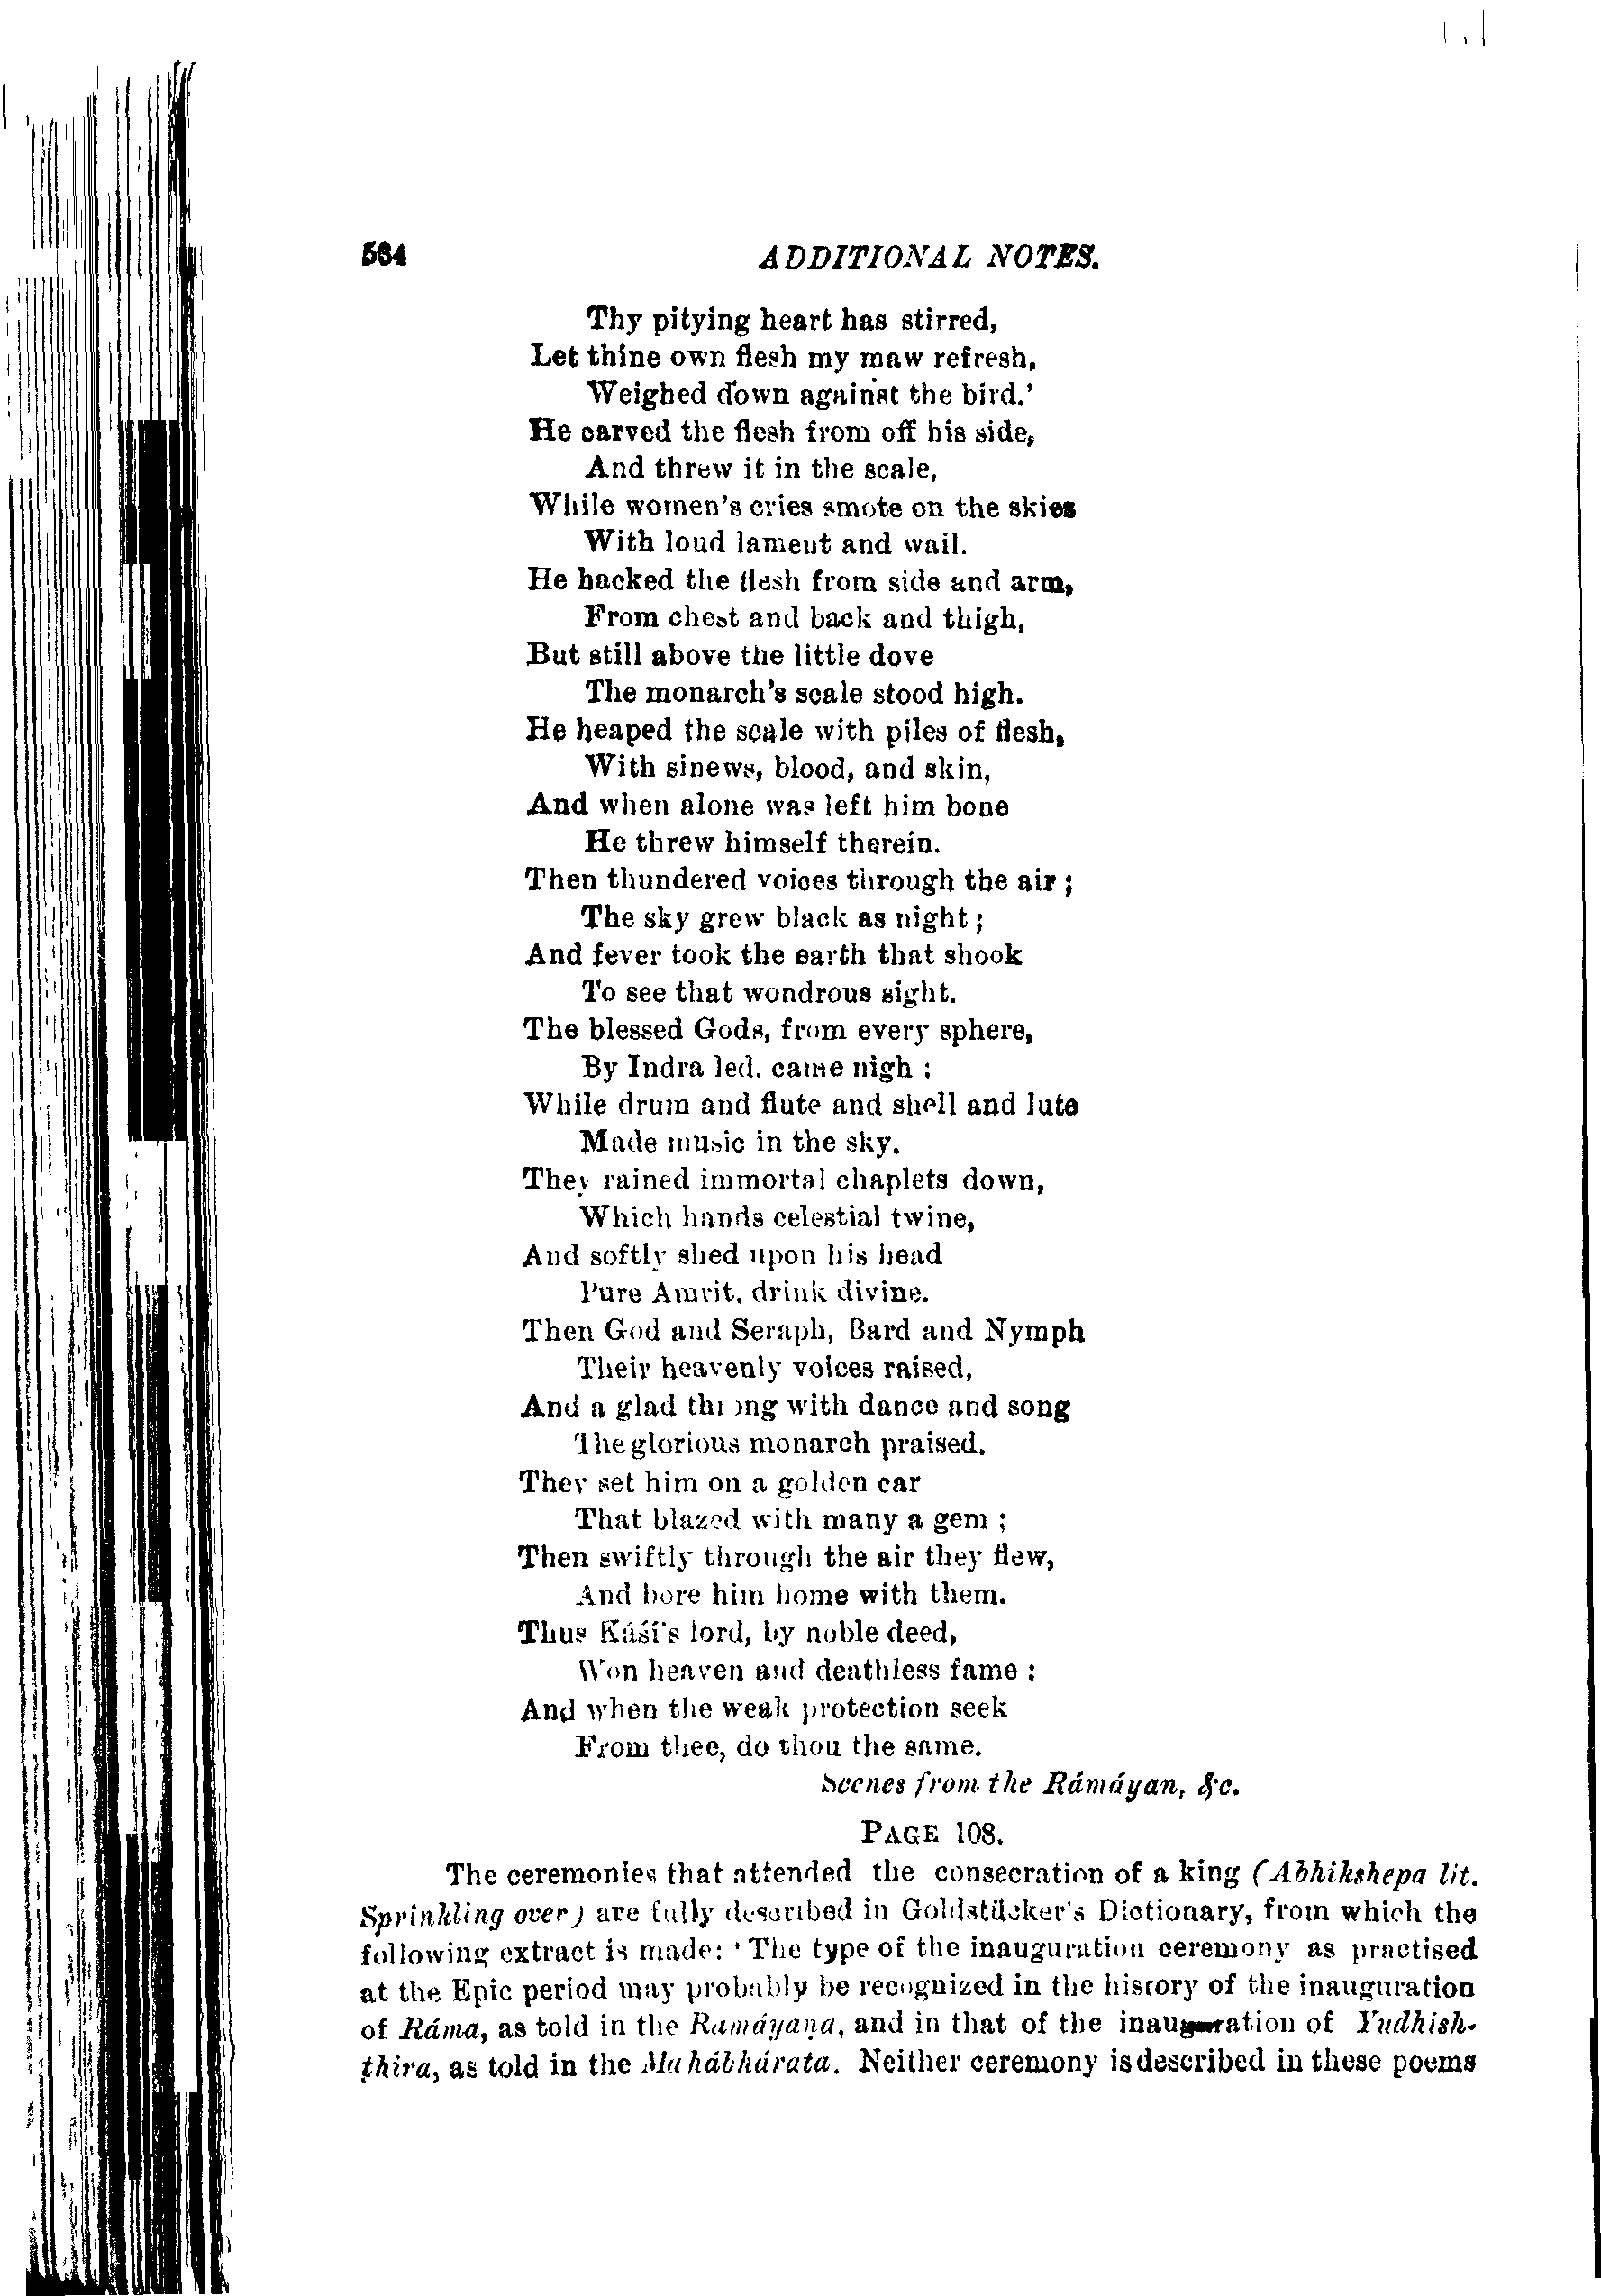 564 ADDITIONAL NOTES.
Thy pitying heart has stirred,
Let thine own flesh my maw refresh,
Weighed down against the bird.'
He carved the flesh from off his side,
And threw it in the scale,
While women's cries smote on the skies
With loud lament and wail.
He hacked the flesh from side and arm,
From chest and back and thigh,
But still above the little dove
The monarch's scale stood high.
He heaped the scale with piles of flesh,
With sinews, blood, and skin,
And when alone was left him bone
He threw himself therein.
Then thundered voices through the air;
The sky grew black as night;
And fever took the earth that shook
To see that wondrous sight.
The blessed Gods, from every sphere,
By Indra led, came nigh :
While drum and flute and shell and lute
Made music in the sky.
They rained immortal chaplets down,
Which hands celestial twine,
And softly shed upon his head
Pure Amrit, drink divine.
Then God and Seraph, Bard and Nymph
Their heavenly voices raised,
And a glad throng with dance and song
The glorious monarch praised.
They set him on a golden car
That blazed with many a gem ;
Then swiftly through the air they flew,
And bore him home with them.
Thus Káśí's lord, by noble deed,
Won heaven and deathless fame :
And when the weak protection seek
From thee, do thou the same.
Scenes from the Rámáyan, &c.
PAGE 108.
The ceremonies that attended the consecration of a king (Abhikshepa lit.
Sprinkling over) are fully described in Goldstücker's Dictionary, from which the
following extract is made: 'The type of the inauguration ceremony as practised
at the Epic period may probably be recognized in the history of the inauguration
of Ráma, as told in the Ramáyaṇa, and in that of the inauguration of Yudhish-
ṭhira, as told in the Mahábhárata. Neither ceremony is described in these poems